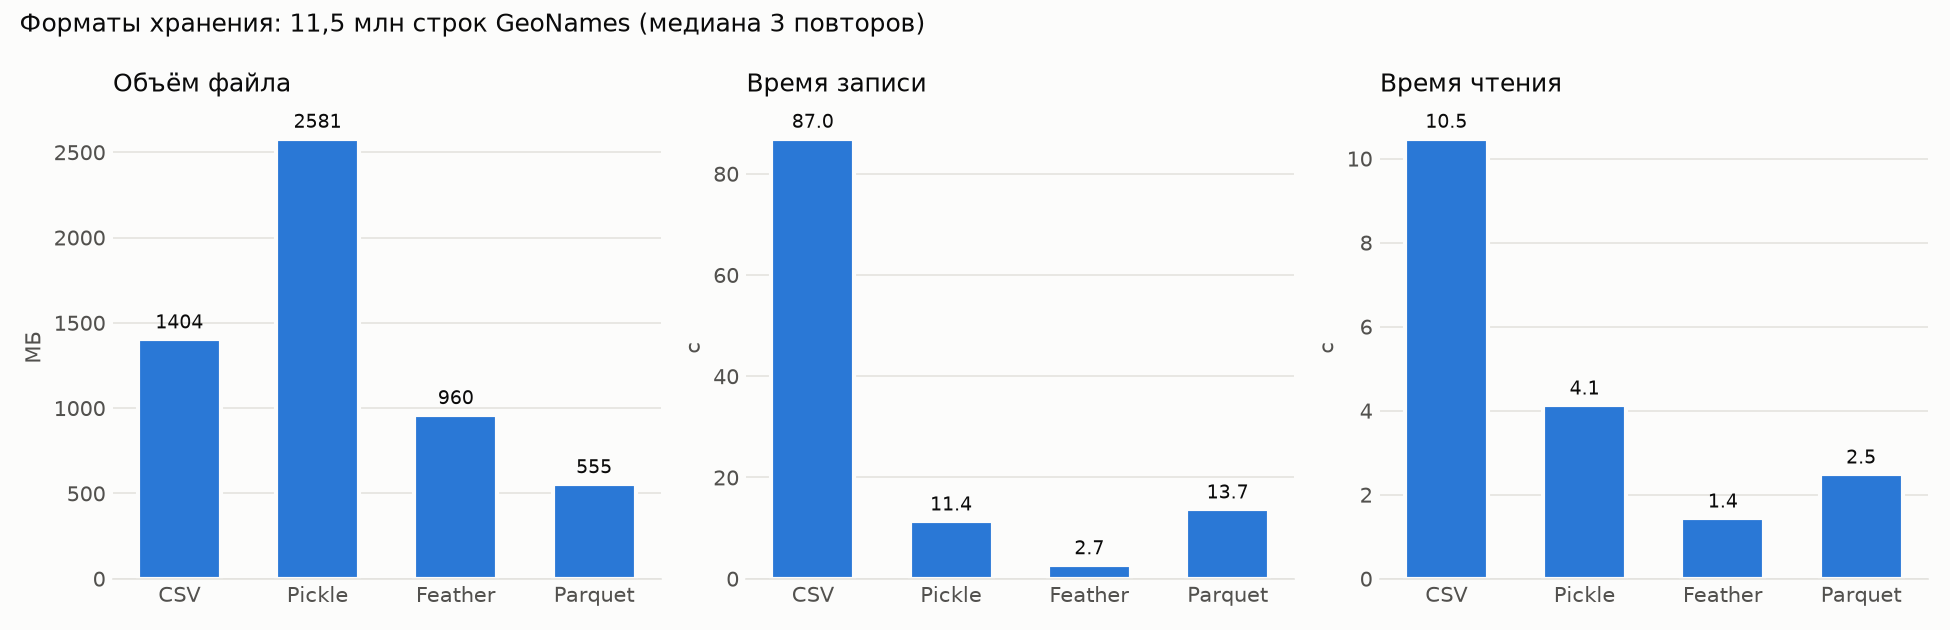 Форматы хранения: 11,5 млн строк GeoNames (медиана 3 повторов)
Объём файла
2581
2500
2000
1500
1404
МБ
1000
960
555
500
0
CSV Pickle Feather Parquet
Время записи
87.0
80
60
с
40
20
13.7
11.4
2.7
0
CSV Pickle Feather Parquet
Время чтения
10.5
10
8
6
с
4.1
4
2.5
2
1.4
0
CSV Pickle Feather Parquet